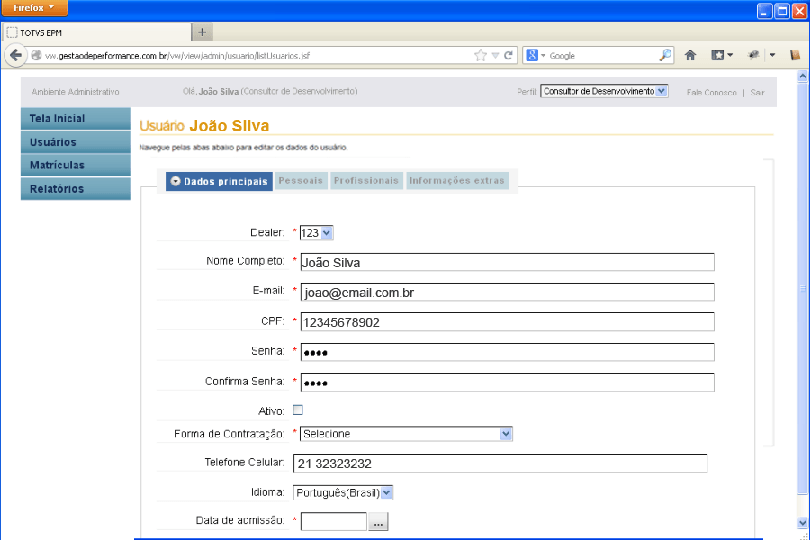 Firefox
TOTVS EPM
vw.gestaodeperformance.com.br/vw/view/admin/usuario/listUsuarios.jsf
Google
Ambiente Administrativo
Olá, João Silva (Consultor de Desenvolvimento)
Perfil Consultor de Desenvolvimento
Fale Conosco | Sair
Tela Inicial
Usuários
Matrículas
Relatórios
Usuário João Silva
Navegue pelas abas abaixo para editar os dados do usuário.
Dados principais Pessoais Profissionais Informações extras
Dealer: * 123
Nome Completo: * João Silva
E-mail: * joao@cmail.com.br
CPF: * 12345678902
Senha: * ••••
Confirma Senha: * ••••
Ativo:
Forma de Contratação: * Selecione
Telefone Celular: 21 32323232
Idioma: Português(Brasil)
Data de admissão: * ...